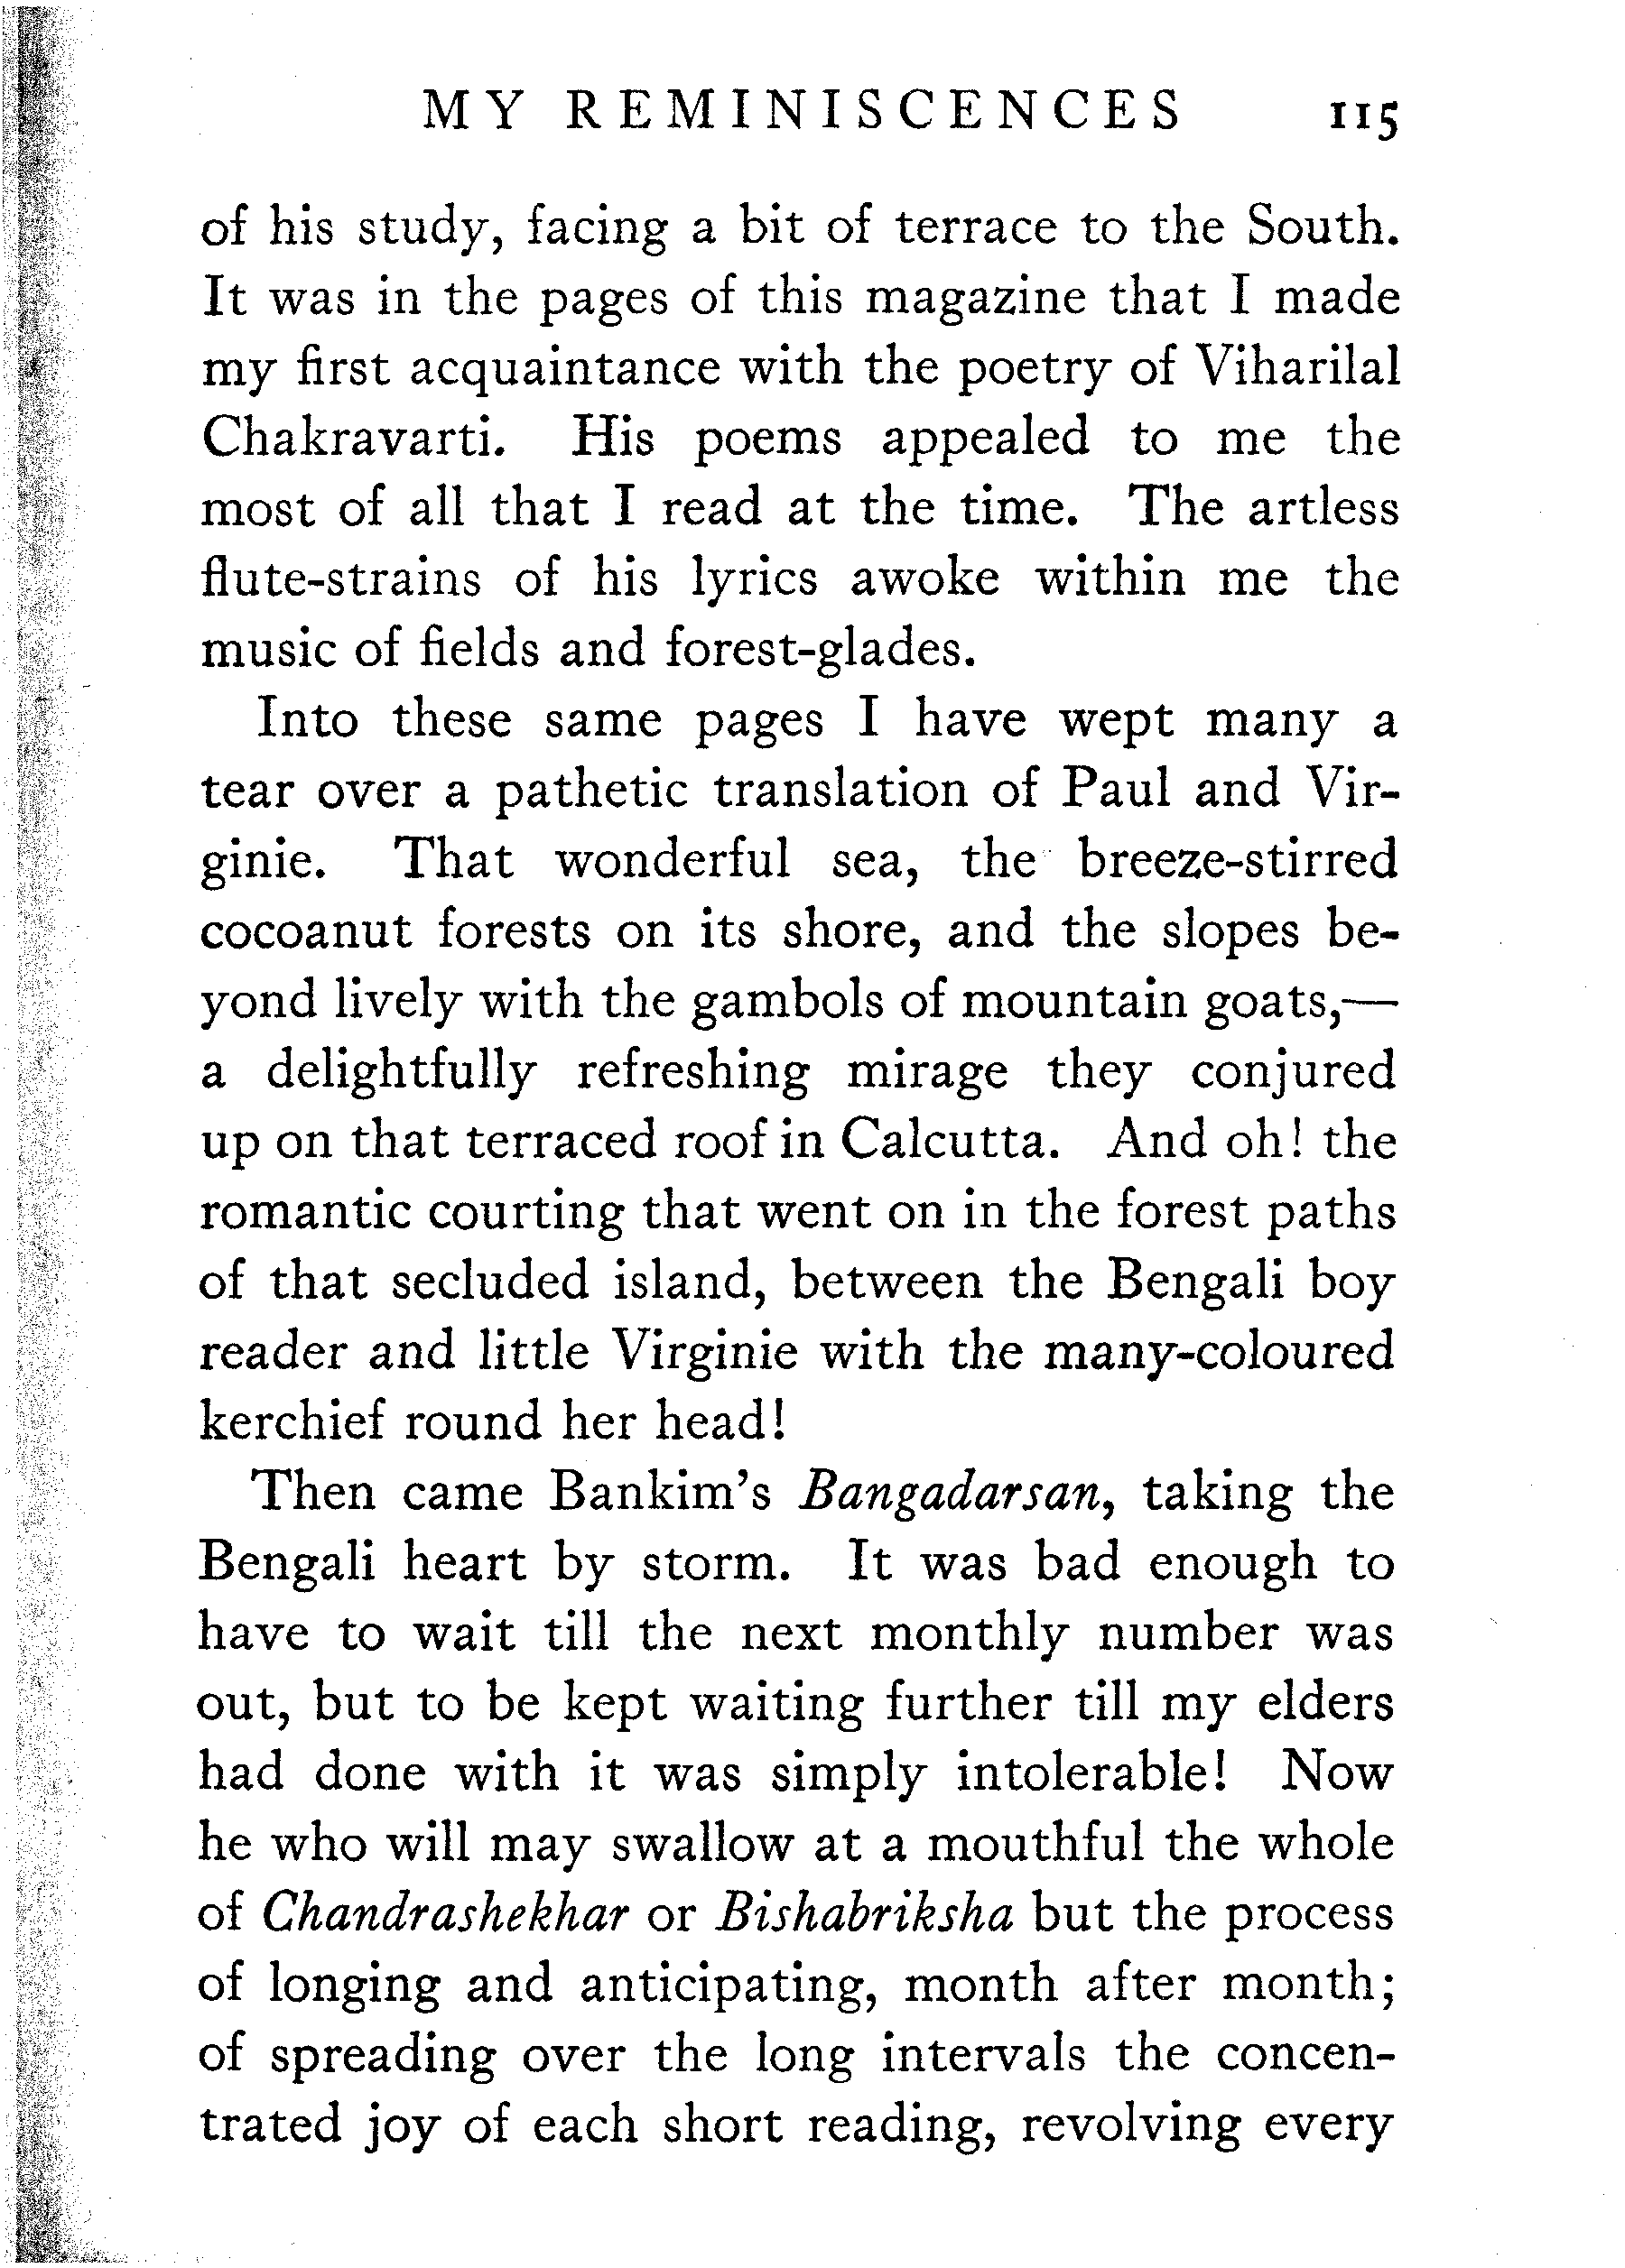 MY REMINISCENCES 115
of his study, facing a bit of terrace to the South.
It was in the pages of this magazine that I made
my first acquaintance with the poetry of Viharilal
Chakravarti. His poems appealed to me the
most of all that I read at the time. The artless
flute-strains of his lyrics awoke within me the
music of fields and forest-glades.
Into these same pages I have wept many a
tear over a pathetic translation of Paul and Vir-
ginie. That wonderful sea, the breeze-stirred
cocoanut forests on its shore, and the slopes be-
yond lively with the gambols of mountain goats,—
a delightfully refreshing mirage they conjured
up on that terraced roof in Calcutta. And oh! the
romantic courting that went on in the forest paths
of that secluded island, between the Bengali boy
reader and little Virginie with the many-coloured
kerchief round her head!
Then came Bankim's Bangadarsan, taking the
Bengali heart by storm. It was bad enough to
have to wait till the next monthly number was
out, but to be kept waiting further till my elders
had done with it was simply intolerable! Now
he who will may swallow at a mouthful the whole
of Chandrashekhar or Bishabriksha but the process
of longing and anticipating, month after month;
of spreading over the long intervals the concen-
trated joy of each short reading, revolving every